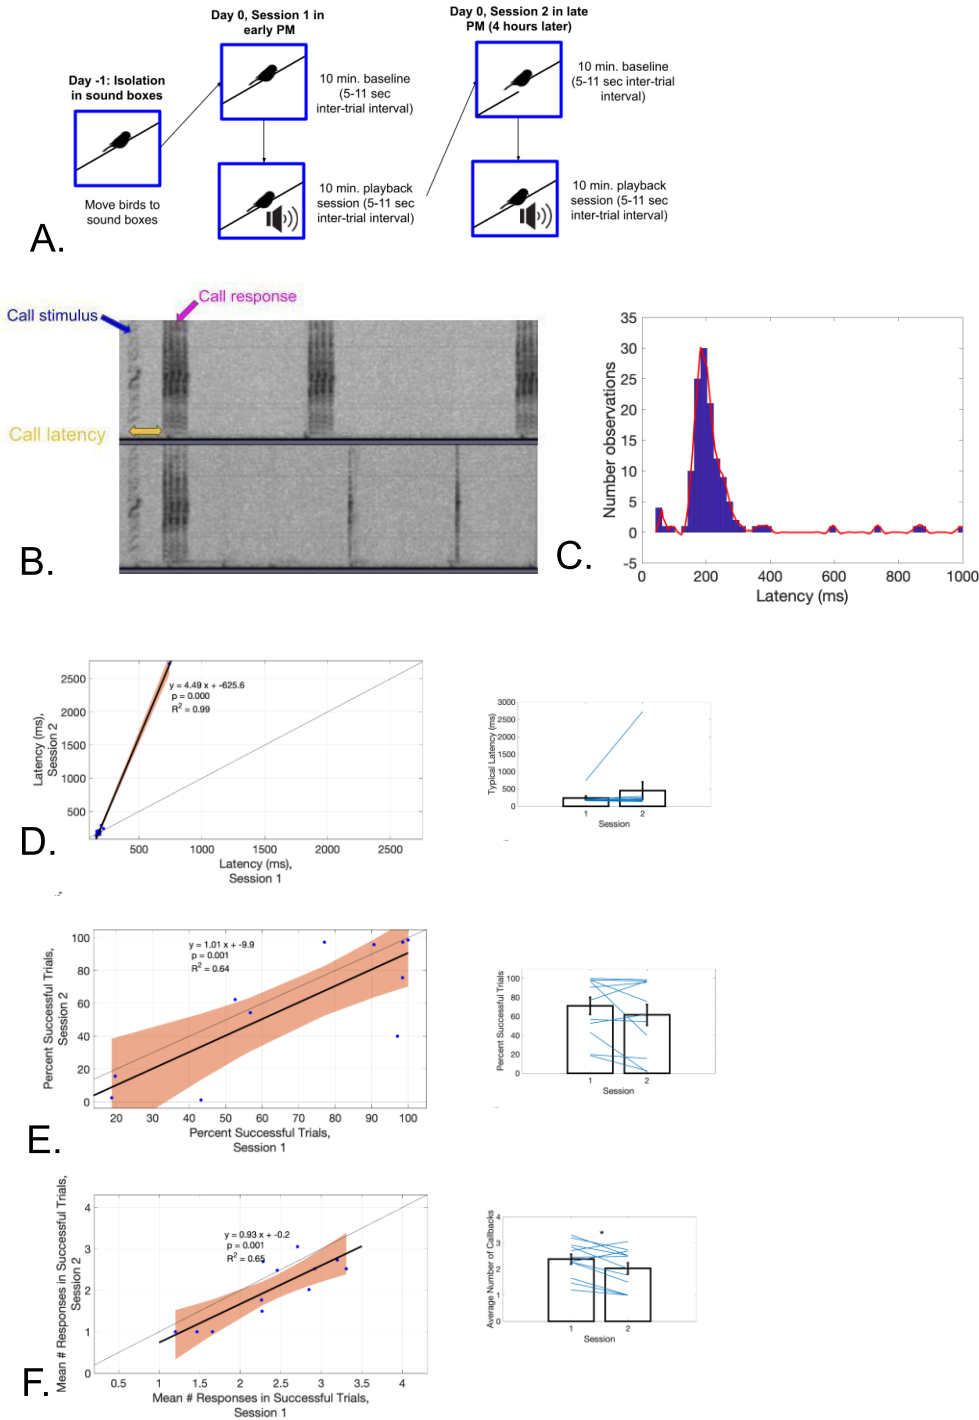 Day 0, Session 1 in
early PM
Day 0, Session 2 in late
PM (4 hours later)
Day -1: Isolation
in sound boxes
10 min. baseline
(5-11 sec
inter-trial
interval)
10 min. baseline
(5-11 sec inter-trial
interval)
Move birds to
sound boxes
10 min. playback
session (5-11 sec
inter-trial interval)
10 min. playback
session (5-11 sec
inter-trial interval)
A.
Call response
Call stimulus
Call latency
B.
35
30
25
20
15
10
5
0
-5
0 200 400 600 800 1000
Number observations
Latency (ms)
C.
2500
2000
1500
1000
500
500 1000 1500 2000 2500
Latency (ms),
Session 2
y = 4.49 x + -625.6
p = 0.000
R2 = 0.99
Latency (ms),
Session 1
D.
3000
2500
2000
1500
1000
500
0
1 2
Typical Latency (ms)
Session
100
80
60
40
20
0
20 30 40 50 60 70 80 90 100
Percent Successful Trials,
Session 2
y = 1.01 x + -9.9
p = 0.001
R2 = 0.64
Percent Successful Trials,
Session 1
E.
100
80
60
40
20
0
1 2
Percent Successful Trials
Session
4
3
2
1
0
0.5 1 1.5 2 2.5 3 3.5 4
Mean # Responses in Successful Trials,
Session 2
y = 0.93 x + -0.2
p = 0.001
R2 = 0.65
Mean # Responses in Successful Trials,
Session 1
F.
4
3
2
1
0
*
1 2
Average Number of Callbacks
Session